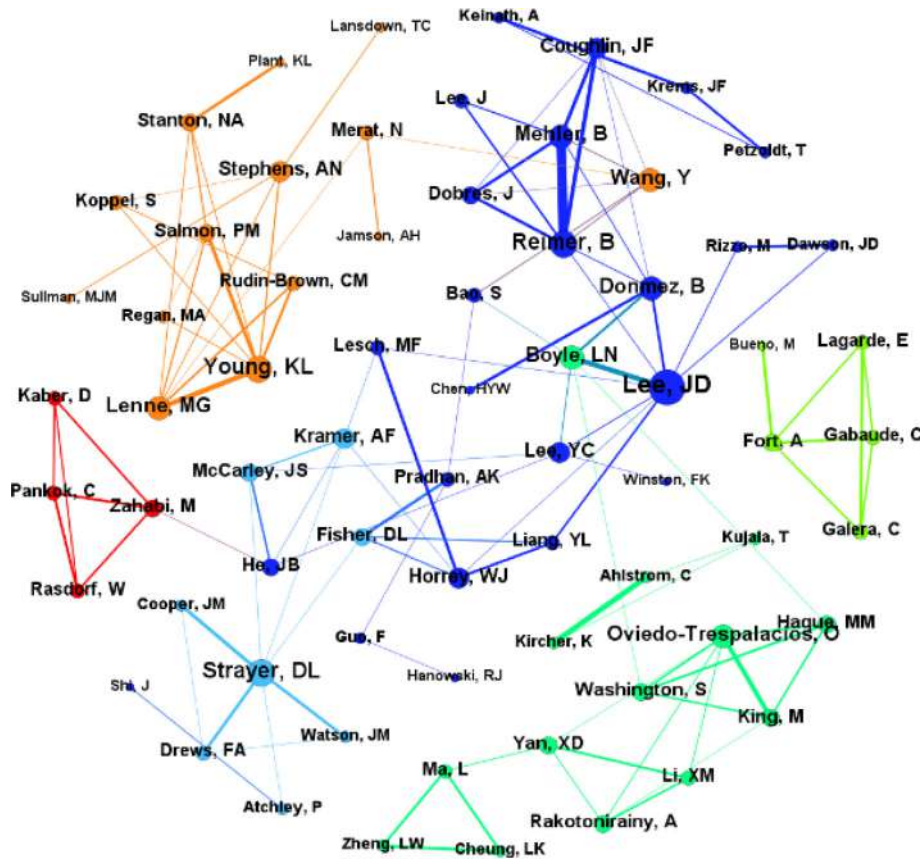 Keinath, A
Lansdown, TC
Coughlin, JF
Plant, KL
Krems, JF
Lee, J
Stanton, NA
Merat, N
Mehler, B
Petzoldt, T
Stephens, AN
Wang, Y
Dobres, J
Koppel, S
Salmon, PM
Jamson, AH
Reimer, B
Rizzo, M
Dawson, JD
Rudin-Brown, CM
Donmez, B
Sullman, MJM
Bao, S
Regan, MA
Lesch, MF
Boyle, LN
Bueno, M
Lagarde, E
Young, KL
Chen, HYW
Lee, JD
Kaber, D
Lenne, MG
Fort, A
Gabaude, C
Kramer, AF
Lee, YC
McCarley, JS
Pradhan, AK
Winston, FK
Pankok, C
Zahabi, M
Galera, C
Fisher, DL
Liang, YL
Kujala, T
He, JB
Horrey, WJ
Ahlstrom, C
Rasdorf, W
Cooper, JM
Haque, MM
Kircher, K
Guo, F
Oviedo-Trespalacios, O
Strayer, DL
Hanowski, RJ
Shi, J
Washington, S
King, M
Drews, FA
Watson, JM
Yan, XD
Ma, L
Li, XM
Atchley, P
Rakotonirainy, A
Zheng, LW
Cheung, LK